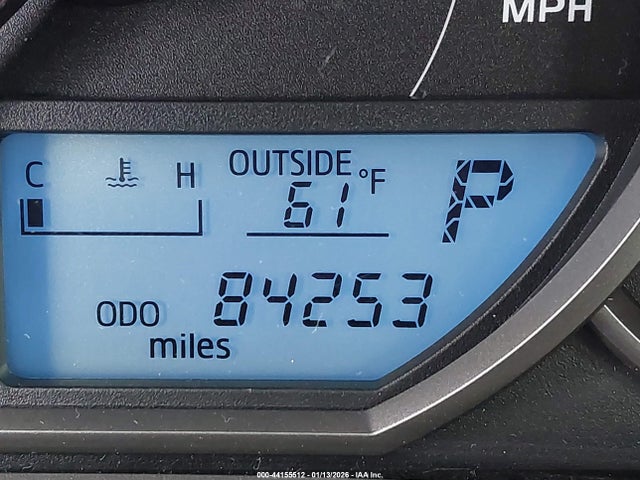 MPH
C H OUTSIDE
61 °F P
ODO 84253
miles
000-44155512 - 01/13/2026 - IAA Inc.